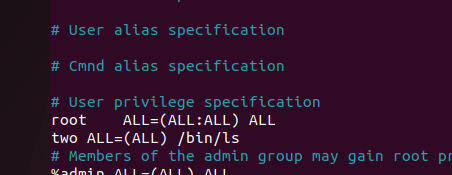 # User alias specification
# Cmnd alias specification
# User privilege specification
root    ALL=(ALL:ALL) ALL
two ALL=(ALL) /bin/ls
# Members of the admin group may gain root
%admin ALL=(ALL) ALL